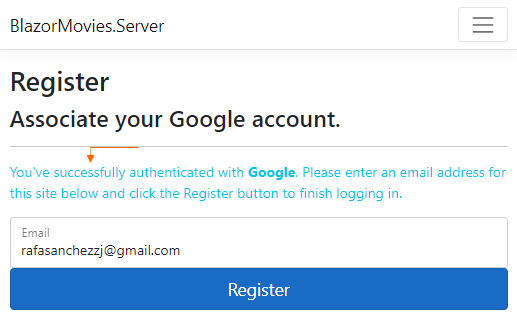 BlazorMovies.Server
Register
Associate your Google account.
You've successfully authenticated with Google. Please enter an email address for
this site below and click the Register button to finish logging in.
Email
rafasanchezzj@gmail.com
Register